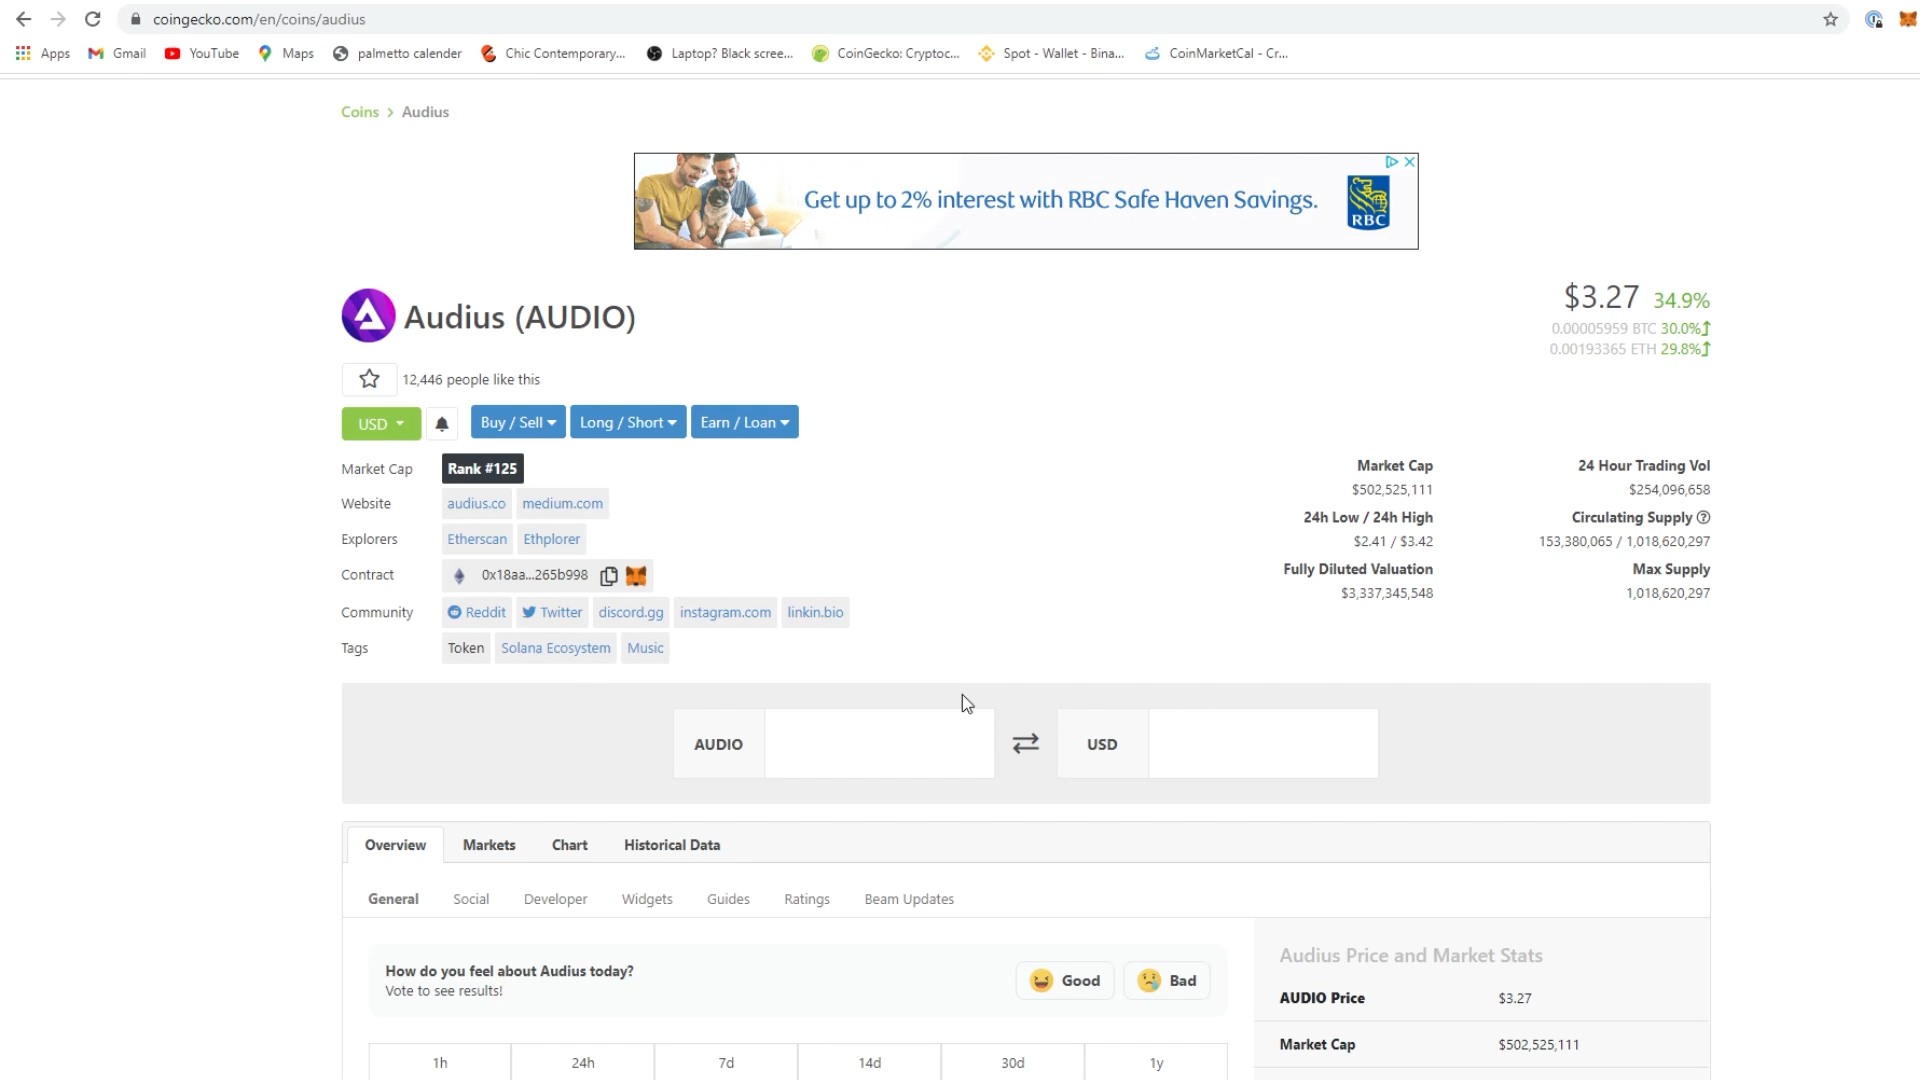 coingecko.com/en/coins/audius
Apps Gmail YouTube Maps palmetto calender Chic Contemporary... Laptop? Black scree... CoinGecko: Cryptoc... Spot - Wallet - Bina... CoinMarketCal - Cr...
Coins > Audius
Get up to 2% interest with RBC Safe Haven Savings.
RBC
Audius (AUDIO)
$3.27 34.9%
0.00005959 BTC 30.0%
0.00193365 ETH 29.8%
12,446 people like this
USD Buy / Sell Long / Short Earn / Loan
Market Cap Rank #125
Website audius.co medium.com
Explorers Etherscan Ethplorer
Contract 0x18aa...265b998
Community Reddit Twitter discord.gg instagram.com linkin.bio
Tags Token Solana Ecosystem Music
Market Cap 24 Hour Trading Vol
$502,525,111 $254,096,658
24h Low / 24h High Circulating Supply
$2.41 / $3.42 153,380,065 / 1,018,620,297
Fully Diluted Valuation Max Supply
$3,337,345,548 1,018,620,297
AUDIO USD
Overview Markets Chart Historical Data
General Social Developer Widgets Guides Ratings Beam Updates
How do you feel about Audius today?
Vote to see results!
Good Bad
1h 24h 7d 14d 30d 1y
Audius Price and Market Stats
AUDIO Price $3.27
Market Cap $502,525,111